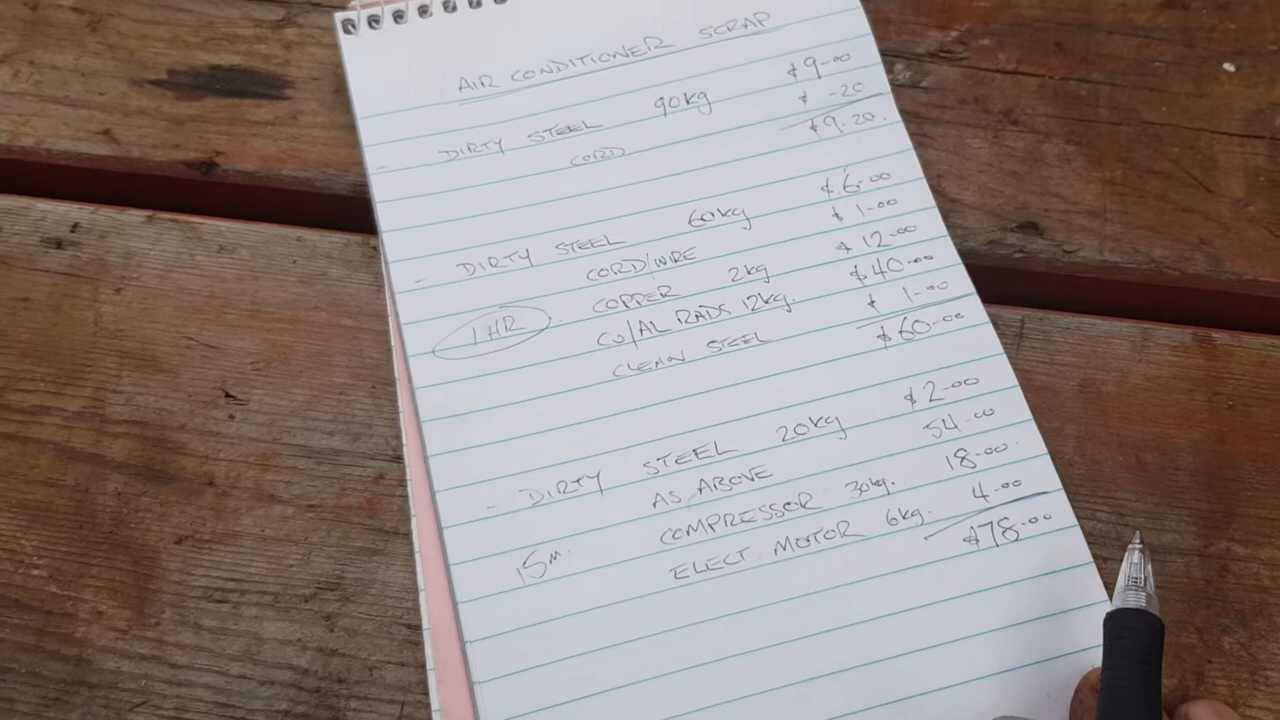 AIR CONDITIONER SCRAP
- DIRTY STEEL 90kg $9-00
CORD $ -20
$9-20.
- DIRTY STEEL 60kg $6-00
CORD/WIRE $1-00
1 HR. COPPER 2kg $12-00
CU/AL RADS 12kg. $40-00
CLEAN STEEL $1-00
$60-00
- DIRTY STEEL 20kg $2-00
AS ABOVE 54-00
15m. COMPRESSOR 30kg. 18-00
ELECT. MOTOR 6kg. 4-00
$78-00